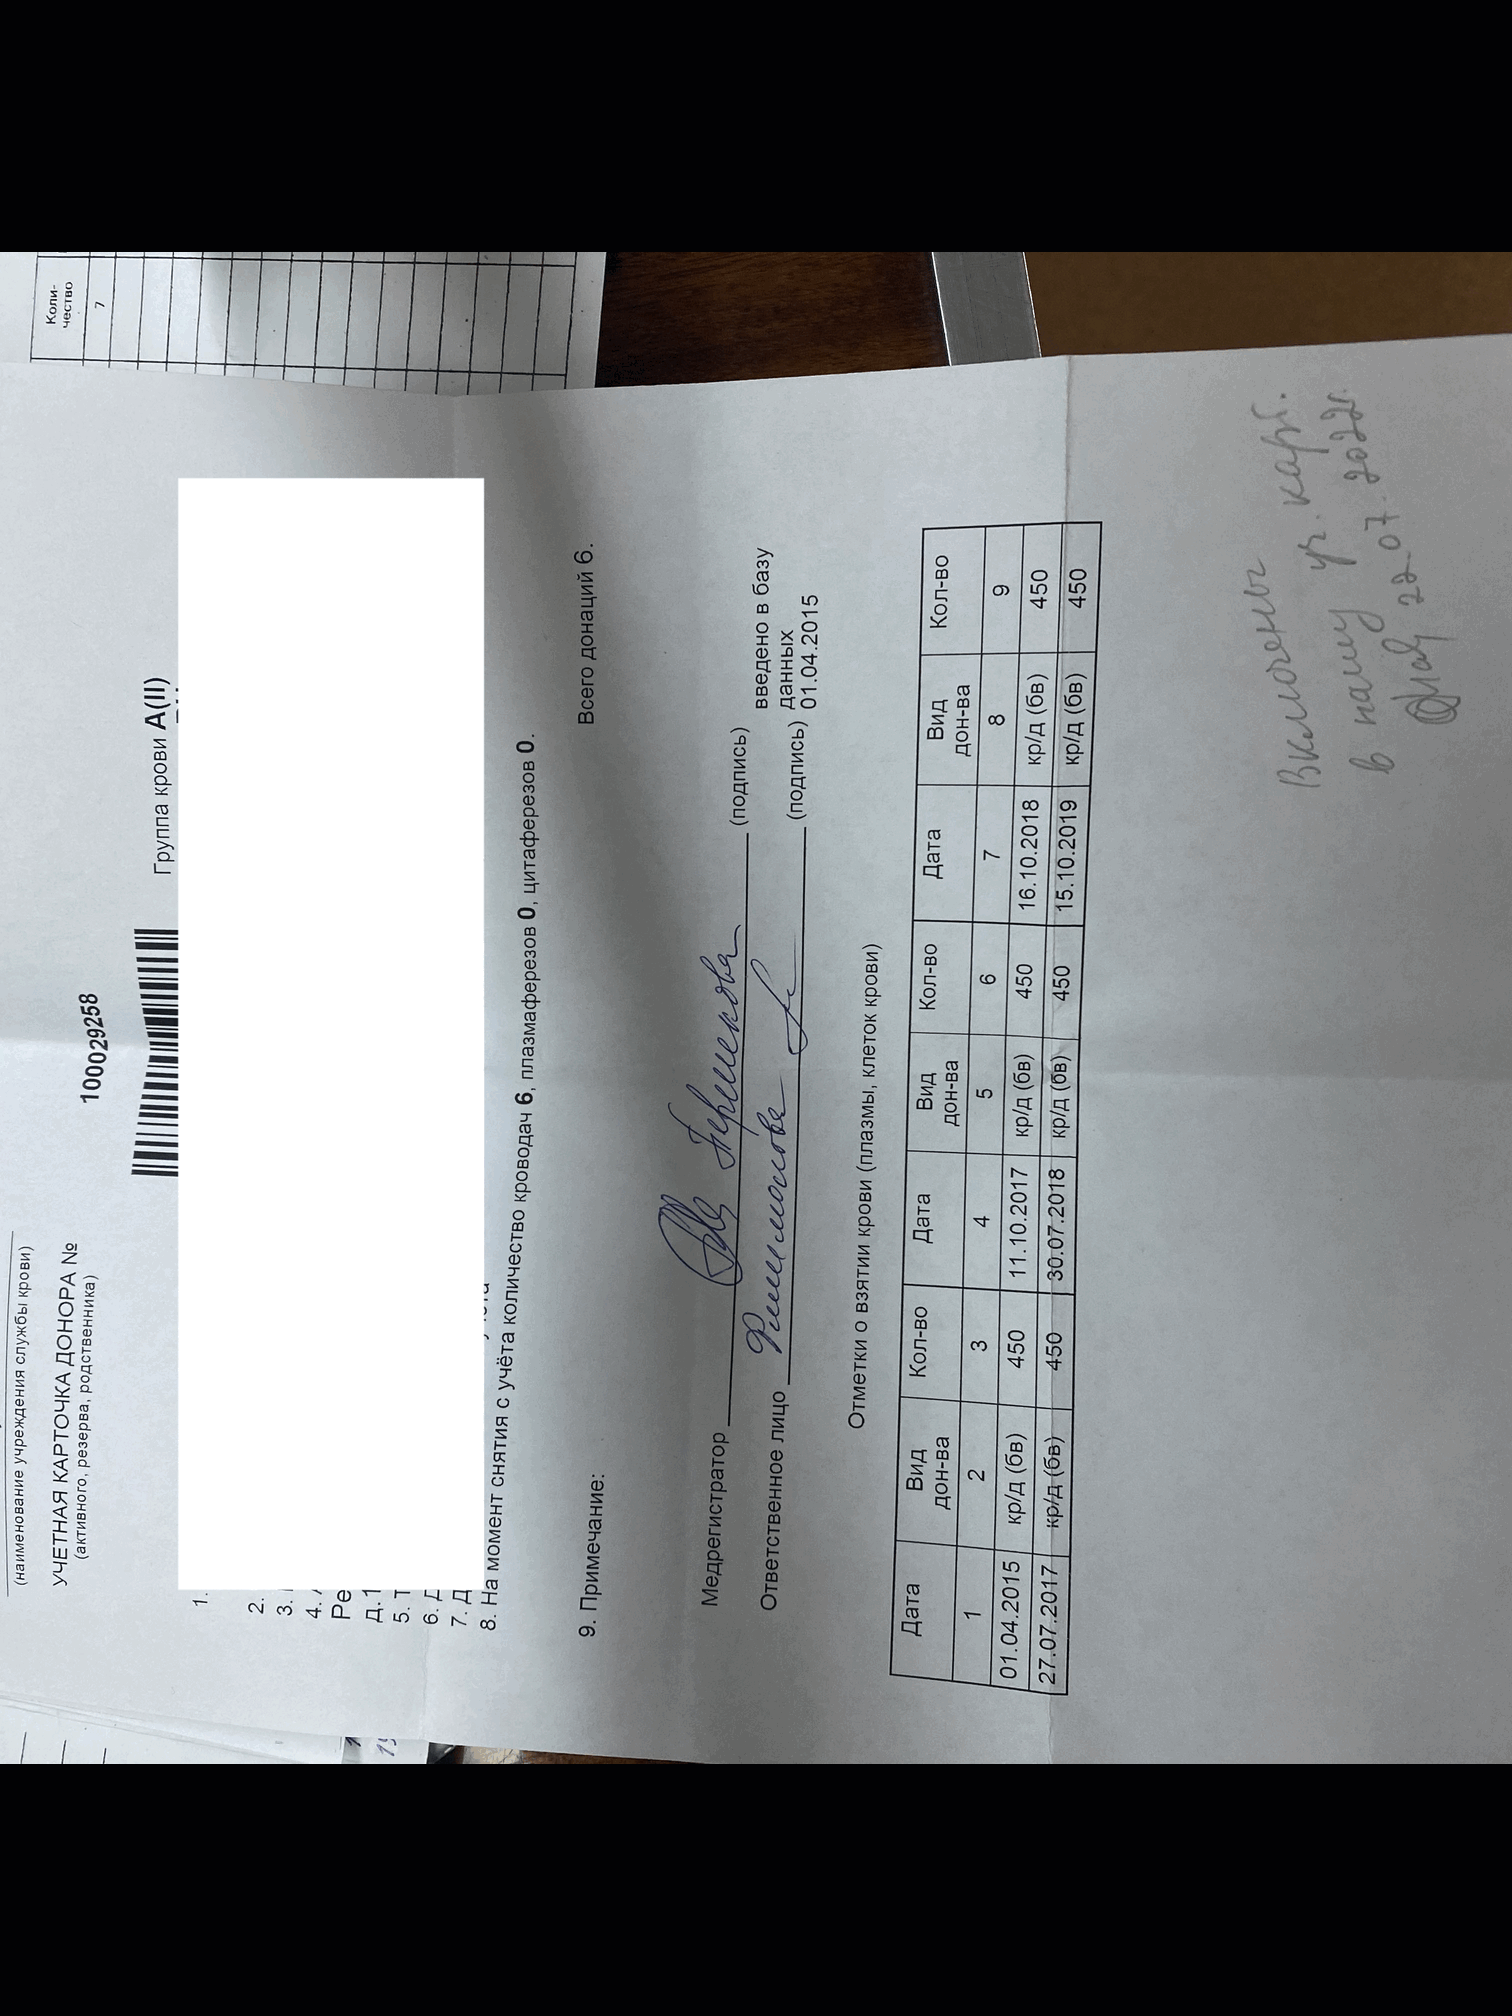 (наименование учреждения службы крови)
УЧЕТНАЯ КАРТОЧКА ДОНОРА № 100029258
(активного, резерва, родственника)
Группа крови A(II)
1.
2.
3.
4.
Ре
д.1
5. Т
6. Д
7. Д
8. На момент снятия с учёта количество кроводач 6, плазмаферезов 0, цитаферезов 0.
9. Примечание: Всего донаций 6.
Медрегистратор (подпись)
Ответственное лицо (подпись)
введено в базу
данных
01.04.2015
Отметки о взятии крови (плазмы, клеток крови)
Дата Вид дон-ва Кол-во Дата Вид дон-ва Кол-во Дата Вид дон-ва Кол-во
1 2 3 4 5 6 7 8 9
01.04.2015 кр/д (бв) 450 11.10.2017 кр/д (бв) 450 16.10.2018 кр/д (бв) 450
27.07.2017 кр/д (бв) 450 30.07.2018 кр/д (бв) 450 15.10.2019 кр/д (бв) 450
Включены
в нашу уч. карт.
22.07.2022г.
Коли-
чество
7